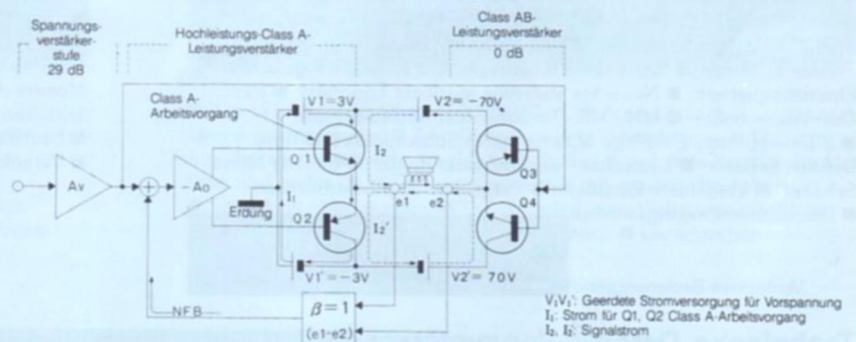 Spannungs-
verstärker-
stufe
29 dB
Hochleistungs-Class A-
Leistungsverstärker
Class AB-
Leistungsverstärker
0 dB
Class A-
Arbeitsvorgang
V1=3V
V2= -70V
Q 1
I₂
Q3
Av
-Ao
I₁
Erdung
e1
e2
Q2
Q4
I₂'
V1'= -3V
V2'= 70V
NFB
β=1
(e1-e2)
V₁V₁': Geerdete Stromversorgung für Vorspannung
I₁: Strom für Q1, Q2 Class A-Arbeitsvorgang
I₂, I₂': Signalstrom